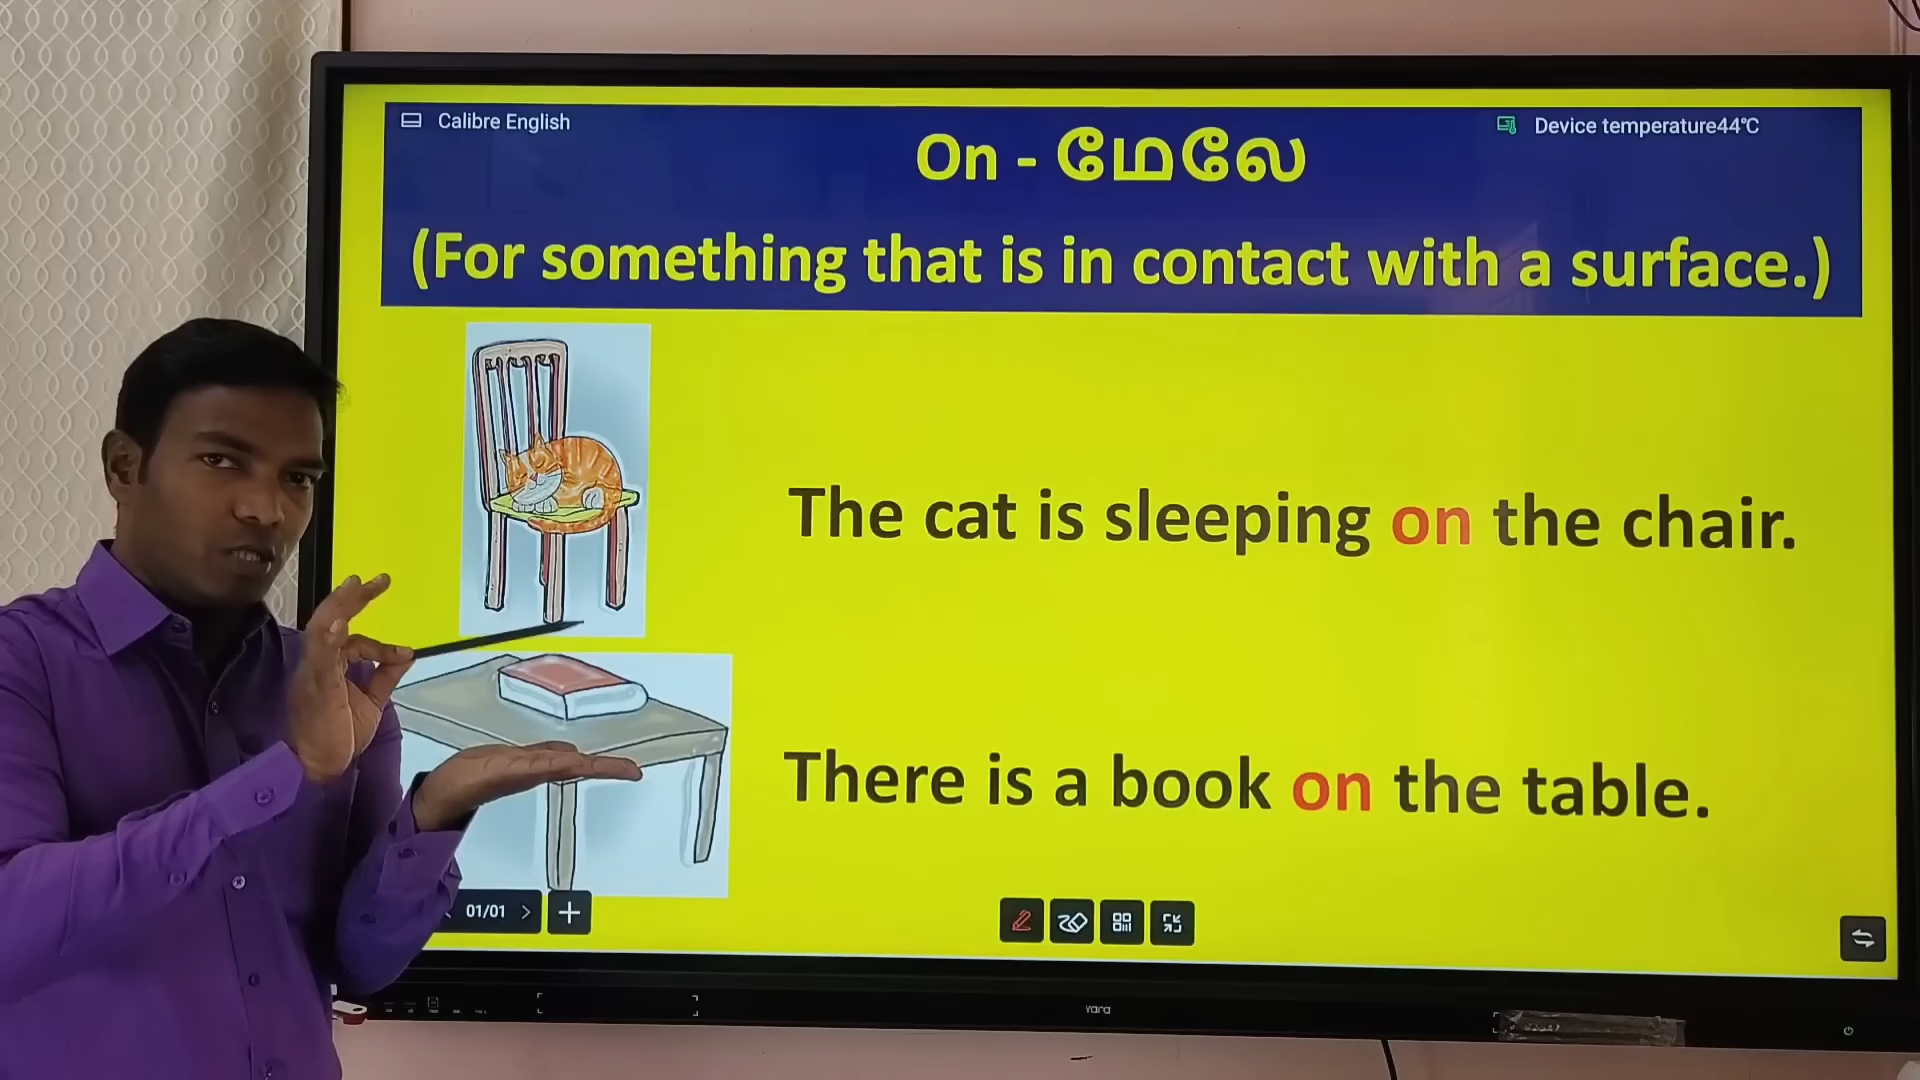 Calibre English
Device temperature44℃
On - மேலே
(For something that is in contact with a surface.)
The cat is sleeping on the chair.
There is a book on the table.
01/01
yara